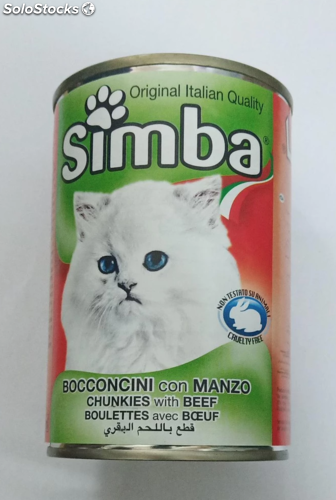 SoloStocks
Original Italian Quality
Simba®
NON TESTATO SU ANIMALI
CRUELTY FREE
BOCCONCINI con MANZO
CHUNKIES with BEEF
BOULETTES avec BŒUF
قطع باللحم البقري